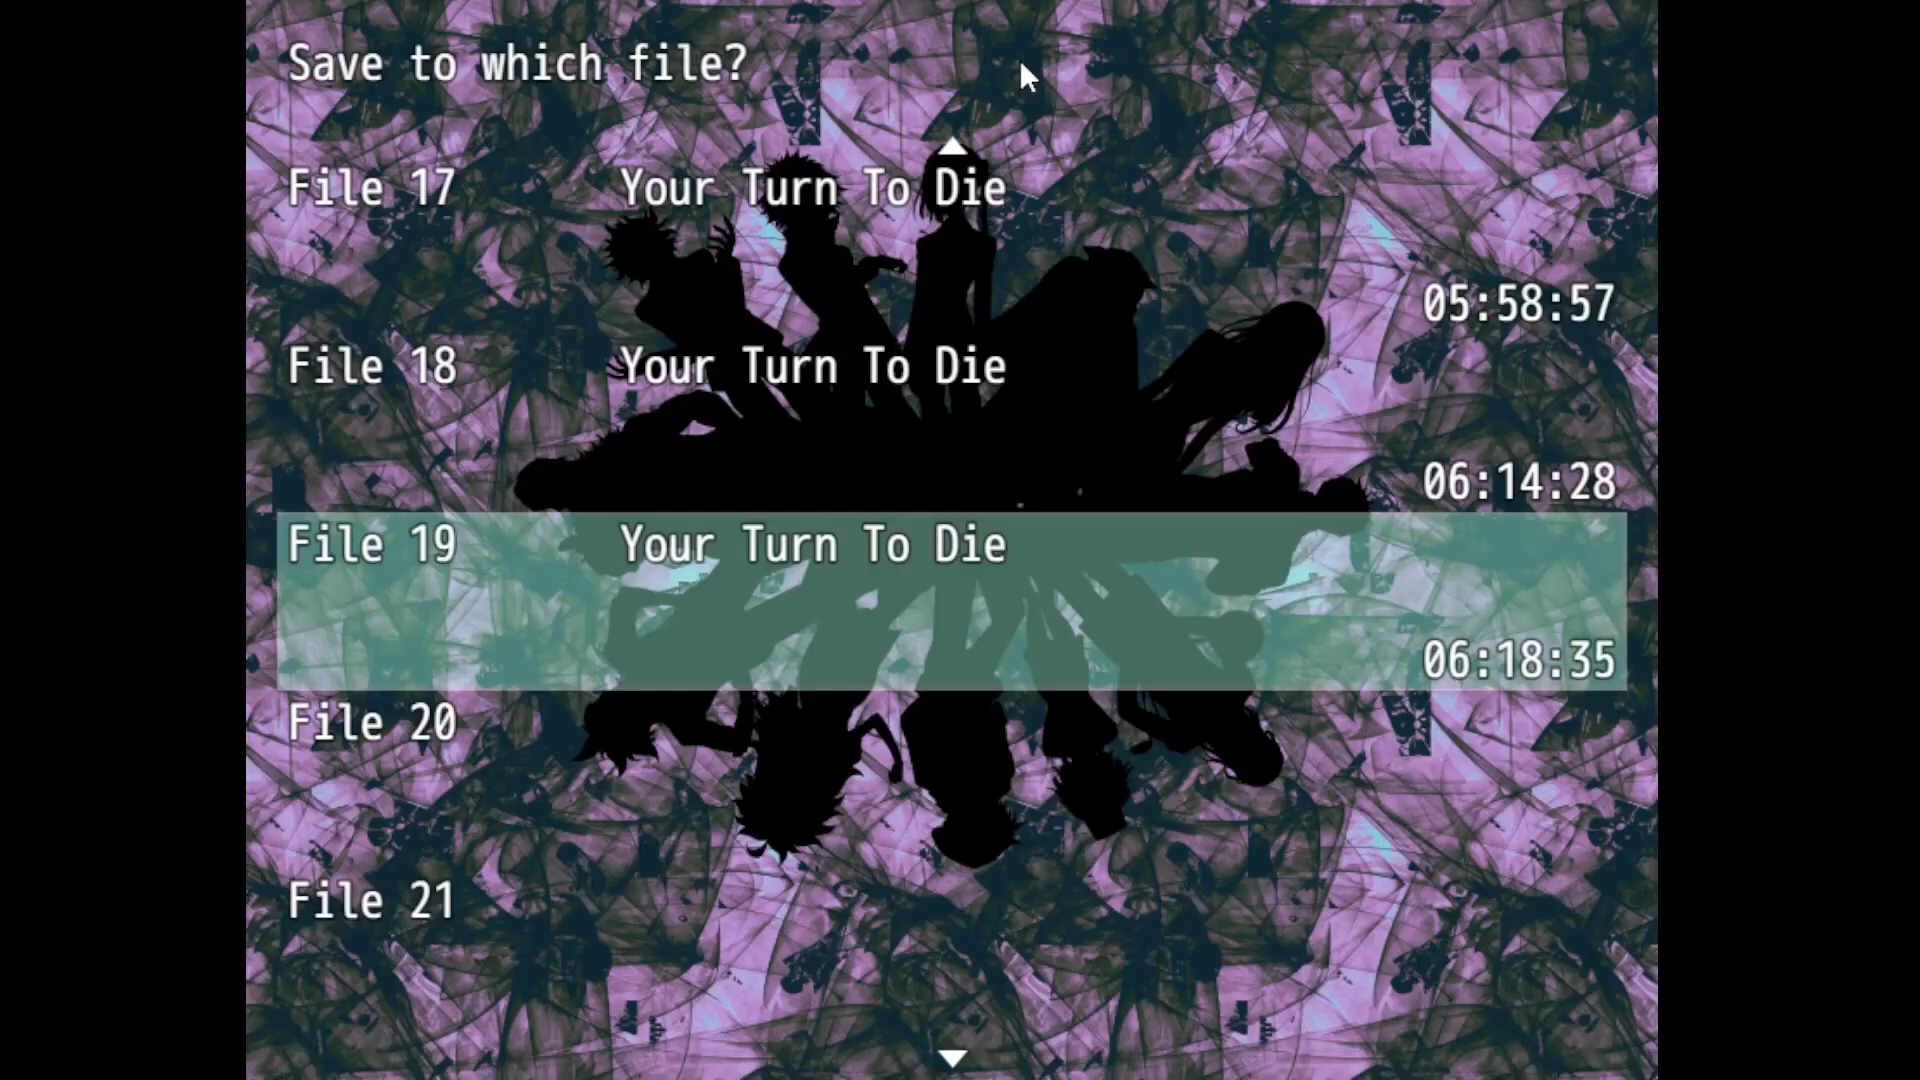 Save to which file?
File 17 Your Turn To Die
05:58:57
File 18 Your Turn To Die
06:14:28
File 19 Your Turn To Die
06:18:35
File 20
File 21